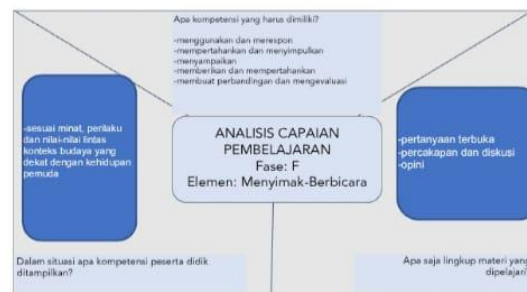 Apa kompetensi yang harus dimiliki?
-menggunakan dan merespon
-mempertahankan dan menyimpulkan
-menyampaikan
-memberikan dan mempertahankan
-membuat perbandingan dan mengevaluasi
-sesuai minat, perilaku
dan nilai-nilai lintas
konteks budaya yang
dekat dengan kehidupan
pemuda
ANALISIS CAPAIAN
PEMBELAJARAN
Fase: F
Elemen: Menyimak-Berbicara
-pertanyaan terbuka
-percakapan dan diskusi
-opini
Dalam situasi apa kompetensi peserta didik
ditampilkan?
Apa saja lingkup materi yang
dipelajari?